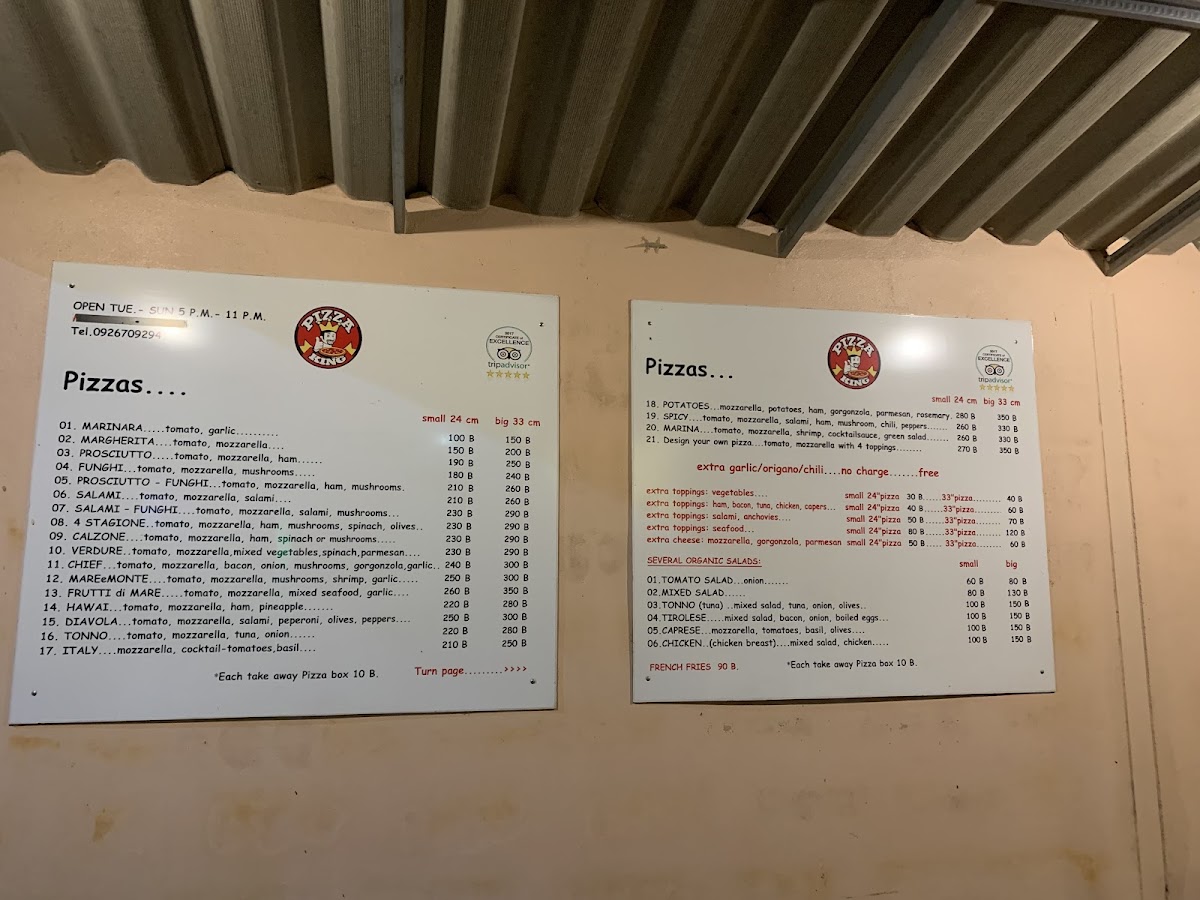 OPEN TUE.- SUN 5 P.M.- 11 P.M.
Tel.0926709294
PIZZA
KING
2017
CERTIFICATE of
EXCELLENCE
tripadvisor
Pizzas....
small 24 cm big 33 cm
01. MARINARA.....tomato, garlic.......... 100 B 150 B
02. MARGHERITA....tomato, mozzarella.... 150 B 200 B
03. PROSCIUTTO.....tomato, mozzarella, ham...... 190 B 250 B
04. FUNGHI...tomato, mozzarella, mushrooms..... 180 B 240 B
05. PROSCIUTTO - FUNGHI...tomato, mozzarella, ham, mushrooms. 210 B 260 B
06. SALAMI....tomato, mozzarella, salami.... 210 B 260 B
07. SALAMI - FUNGHI....tomato, mozzarella, salami, mushrooms... 230 B 290 B
08. 4 STAGIONE..tomato, mozzarella, ham, mushrooms, spinach, olives.. 230 B 290 B
09. CALZONE....tomato, mozzarella, ham, spinach or mushrooms..... 230 B 290 B
10. VERDURE..tomato, mozzarella,mixed vegetables,spinach,parmesan.... 230 B 290 B
11. CHIEF...tomato, mozzarella, bacon, onion, mushrooms, gorgonzola,garlic.. 240 B 300 B
12. MAREeMONTE....tomato, mozzarella, mushrooms, shrimp, garlic..... 250 B 300 B
13. FRUTTI di MARE....tomato, mozzarella, mixed seafood, garlic.... 260 B 350 B
14. HAWAI...tomato, mozzarella, ham, pineapple....... 220 B 280 B
15. DIAVOLA...tomato, mozzarella, salami, peperoni, olives, peppers.... 250 B 300 B
16. TONNO....tomato, mozzarella, tuna, onion...... 220 B 280 B
17. ITALY....mozzarella, cocktail-tomatoes,basil.... 210 B 250 B
*Each take away Pizza box 10 B.
Turn page.........>>>>
PIZZA
KING
2017
CERTIFICATE of
EXCELLENCE
tripadvisor
Pizzas...
small 24 cm big 33 cm
18. POTATOES...mozzarella, potatoes, ham, gorgonzola, parmesan, rosemary. 280 B 350 B
19. SPICY....tomato, mozzarella, salami, ham, mushroom, chili, peppers...... 260 B 330 B
20. MARINA....tomato, mozzarella, shrimp, cocktailsauce, green salad....... 260 B 330 B
21. Design your own pizza....tomato, mozzarella with 4 toppings........ 270 B 350 B
extra garlic/origano/chili....no charge.......free
extra toppings: vegetables.... small 24"pizza 30 B......33"pizza......... 40 B
extra toppings: ham, bacon, tuna, chicken, capers... small 24"pizza 40 B......33"pizza......... 60 B
extra toppings: salami, anchovies.... small 24"pizza 50 B......33"pizza......... 70 B
extra toppings: seafood... small 24"pizza 80 B......33"pizza......... 120 B
extra cheese: mozzarella, gorgonzola, parmesan small 24"pizza 50 B..... 33"pizza......... 60 B
SEVERAL ORGANIC SALADS: small big
01.TOMATO SALAD...onion....... 60 B 80 B
02.MIXED SALAD...... 80 B 130 B
03.TONNO (tuna) ..mixed salad, tuna, onion, olives.. 100 B 150 B
04.TIROLESE.....mixed salad, bacon, onion, boiled eggs... 100 B 150 B
05.CAPRESE...mozzarella, tomatoes, basil, olives.... 100 B 150 B
06.CHICKEN..(chicken breast)....mixed salad, chicken..... 100 B 150 B
FRENCH FRIES 90 B.
*Each take away Pizza box 10 B.